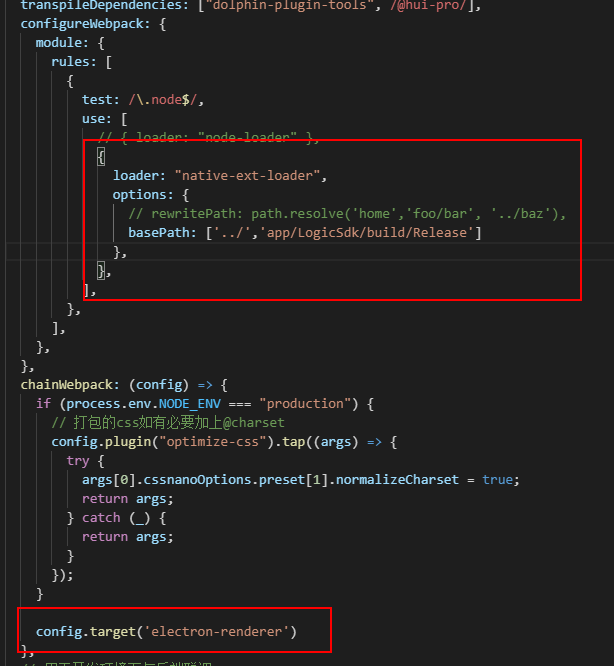 transpileDependencies: ["dolphin-plugin-tools", /@hui-pro/],
configureWebpack: {
module: {
rules: [
{
test: /\.node$/,
use: [
// { loader: "node-loader" },
{
loader: "native-ext-loader",
options: {
// rewritePath: path.resolve('home','foo/bar', '../baz'),
basePath: ['../','app/LogicSdk/build/Release']
},
},
],
},
],
},
},
chainWebpack: (config) => {
if (process.env.NODE_ENV === "production") {
// 打包的css如有必要加上@charset
config.plugin("optimize-css").tap((args) => {
try {
args[0].cssnanoOptions.preset[1].normalizeCharset = true;
return args;
} catch (_) {
return args;
}
});
}
config.target('electron-renderer')
},